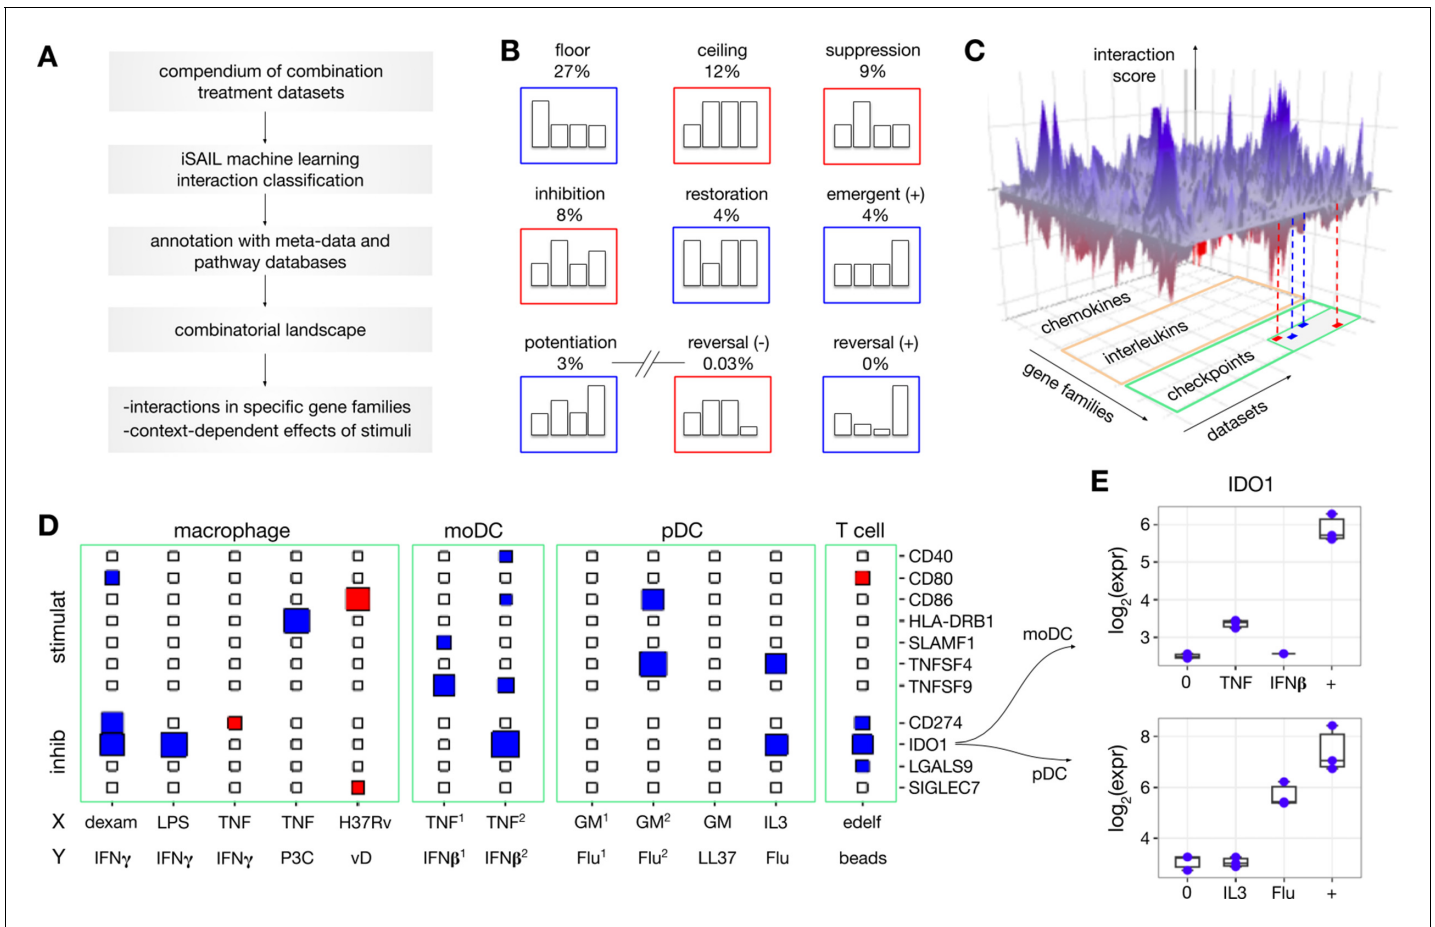 A
compendium of combination
treatment datasets
iSAIL machine learning
interaction classification
annotation with meta-data and
pathway databases
combinatorial landscape
-interactions in specific gene families
-context-dependent effects of stimuli
B
floor
27%
ceiling
12%
suppression
9%
inhibition
8%
restoration
4%
emergent (+)
4%
potentiation
3%
reversal (-)
0.03%
reversal (+)
0%
C
interaction
score
chemokines
interleukins
checkpoints
gene families
datasets
D
macrophage
moDC
pDC
T cell
stimulat
inhib
CD40
CD80
CD86
HLA-DRB1
SLAMF1
TNFSF4
TNFSF9
CD274
IDO1
LGALS9
SIGLEC7
X dexam LPS TNF TNF H37Rv TNF¹ TNF² GM¹ GM² GM IL3 edelf
Y IFNγ IFNγ IFNγ P3C vD IFNβ¹ IFNβ² Flu¹ Flu² LL37 Flu beads
moDC
pDC
E
IDO1
log₂(expr)
6
5
4
3
0 TNF IFNβ +
log₂(expr)
8
6
4
0 IL3 Flu +